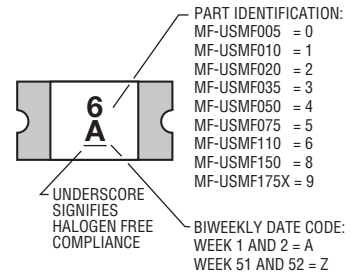 PART IDENTIFICATION:
MF-USMF005 = 0
MF-USMF010 = 1
MF-USMF020 = 2
MF-USMF035 = 3
MF-USMF050 = 4
MF-USMF075 = 5
MF-USMF110 = 6
MF-USMF150 = 8
MF-USMF175X = 9
6
A
UNDERSCORE
SIGNIFIES
HALOGEN FREE
COMPLIANCE
BIWEEKLY DATE CODE:
WEEK 1 AND 2 = A
WEEK 51 AND 52 = Z